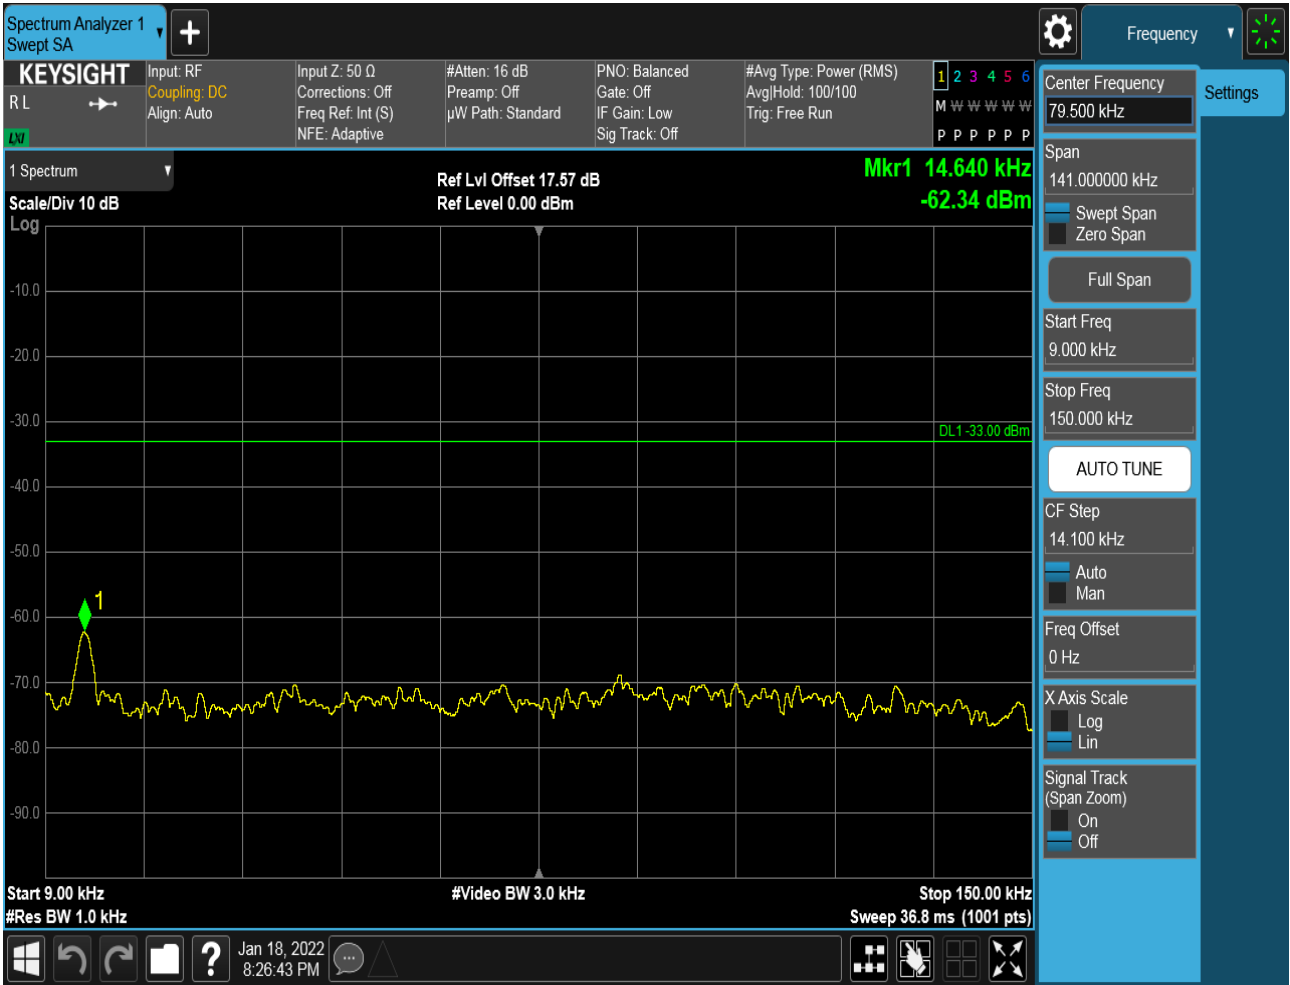 Spectrum Analyzer 1
Swept SA
Frequency
KEYSIGHT
R L
LXI
Input: RF
Coupling: DC
Align: Auto
Input Z: 50 Ω
Corrections: Off
Freq Ref: Int (S)
NFE: Adaptive
#Atten: 16 dB
Preamp: Off
µW Path: Standard
PNO: Balanced
Gate: Off
IF Gain: Low
Sig Track: Off
#Avg Type: Power (RMS)
Avg|Hold: 100/100
Trig: Free Run
1 2 3 4 5 6
M W W W W W
P P P P P P
1 Spectrum
Scale/Div 10 dB
Log
Ref Lvl Offset 17.57 dB
Ref Level 0.00 dBm
Mkr1 14.640 kHz
-62.34 dBm
-10.0
-20.0
-30.0
DL1 -33.00 dBm
-40.0
-50.0
1
-60.0
-70.0
-80.0
-90.0
Start 9.00 kHz
#Res BW 1.0 kHz
#Video BW 3.0 kHz
Stop 150.00 kHz
Sweep 36.8 ms (1001 pts)
Center Frequency
79.500 kHz
Settings
Span
141.000000 kHz
Swept Span
Zero Span
Full Span
Start Freq
9.000 kHz
Stop Freq
150.000 kHz
AUTO TUNE
CF Step
14.100 kHz
Auto
Man
Freq Offset
0 Hz
X Axis Scale
Log
Lin
Signal Track
(Span Zoom)
On
Off
?
Jan 18, 2022
8:26:43 PM